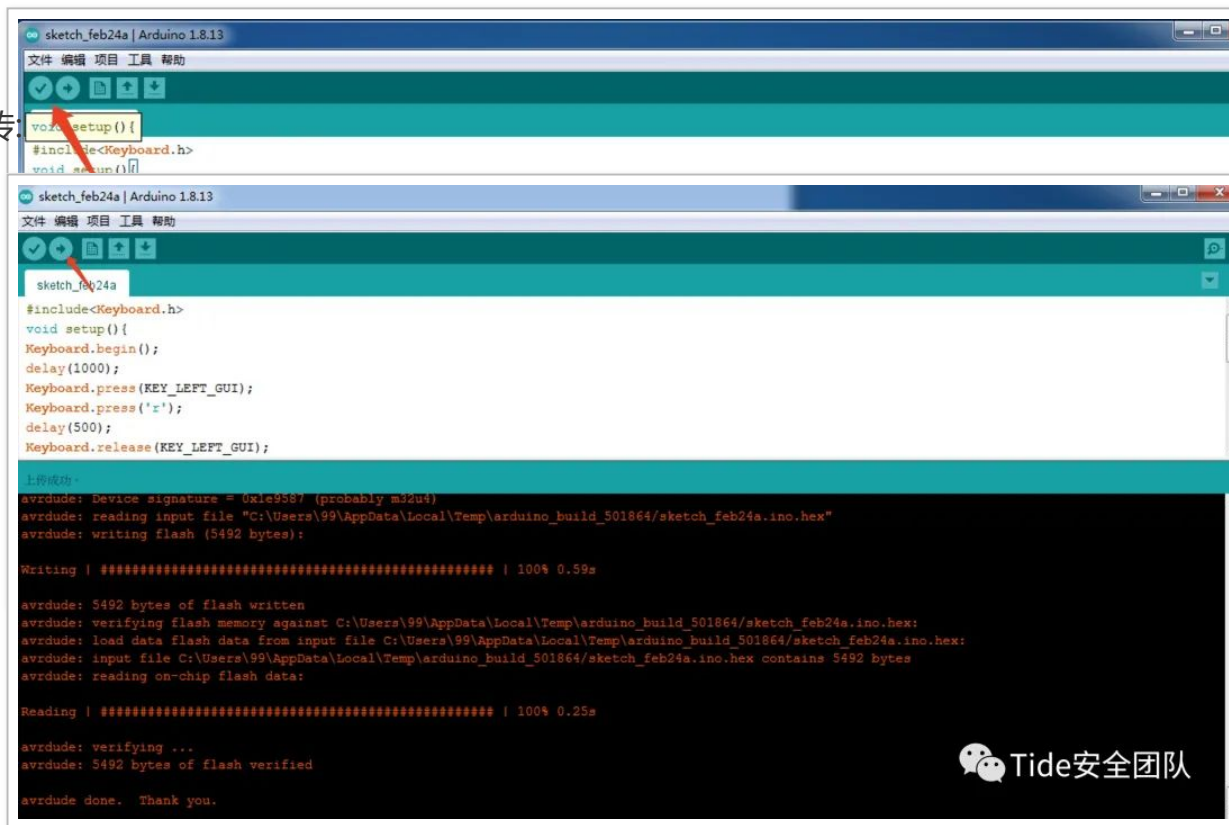 sketch_feb24a | Arduino 1.8.13
文件 编辑 项目 工具 帮助
传:
void setup(){
#include<Keyboard.h>
void setup(){
sketch_feb24a | Arduino 1.8.13
文件 编辑 项目 工具 帮助
sketch_feb24a
#include<Keyboard.h>
void setup(){
Keyboard.begin();
delay(1000);
Keyboard.press(KEY_LEFT_GUI);
Keyboard.press('r');
delay(500);
Keyboard.release(KEY_LEFT_GUI);
上传成功。
avrdude: Device signature = 0x1e9587 (probably m32u4)
avrdude: reading input file "C:\Users\99\AppData\Local\Temp\arduino_build_501864/sketch_feb24a.ino.hex"
avrdude: writing flash (5492 bytes):
Writing | ################################################## | 100% 0.59s
avrdude: 5492 bytes of flash written
avrdude: verifying flash memory against C:\Users\99\AppData\Local\Temp\arduino_build_501864/sketch_feb24a.ino.hex:
avrdude: load data flash data from input file C:\Users\99\AppData\Local\Temp\arduino_build_501864/sketch_feb24a.ino.hex:
avrdude: input file C:\Users\99\AppData\Local\Temp\arduino_build_501864/sketch_feb24a.ino.hex contains 5492 bytes
avrdude: reading on-chip flash data:
Reading | ################################################## | 100% 0.25s
avrdude: verifying ...
avrdude: 5492 bytes of flash verified
avrdude done.  Thank you.
Tide安全团队